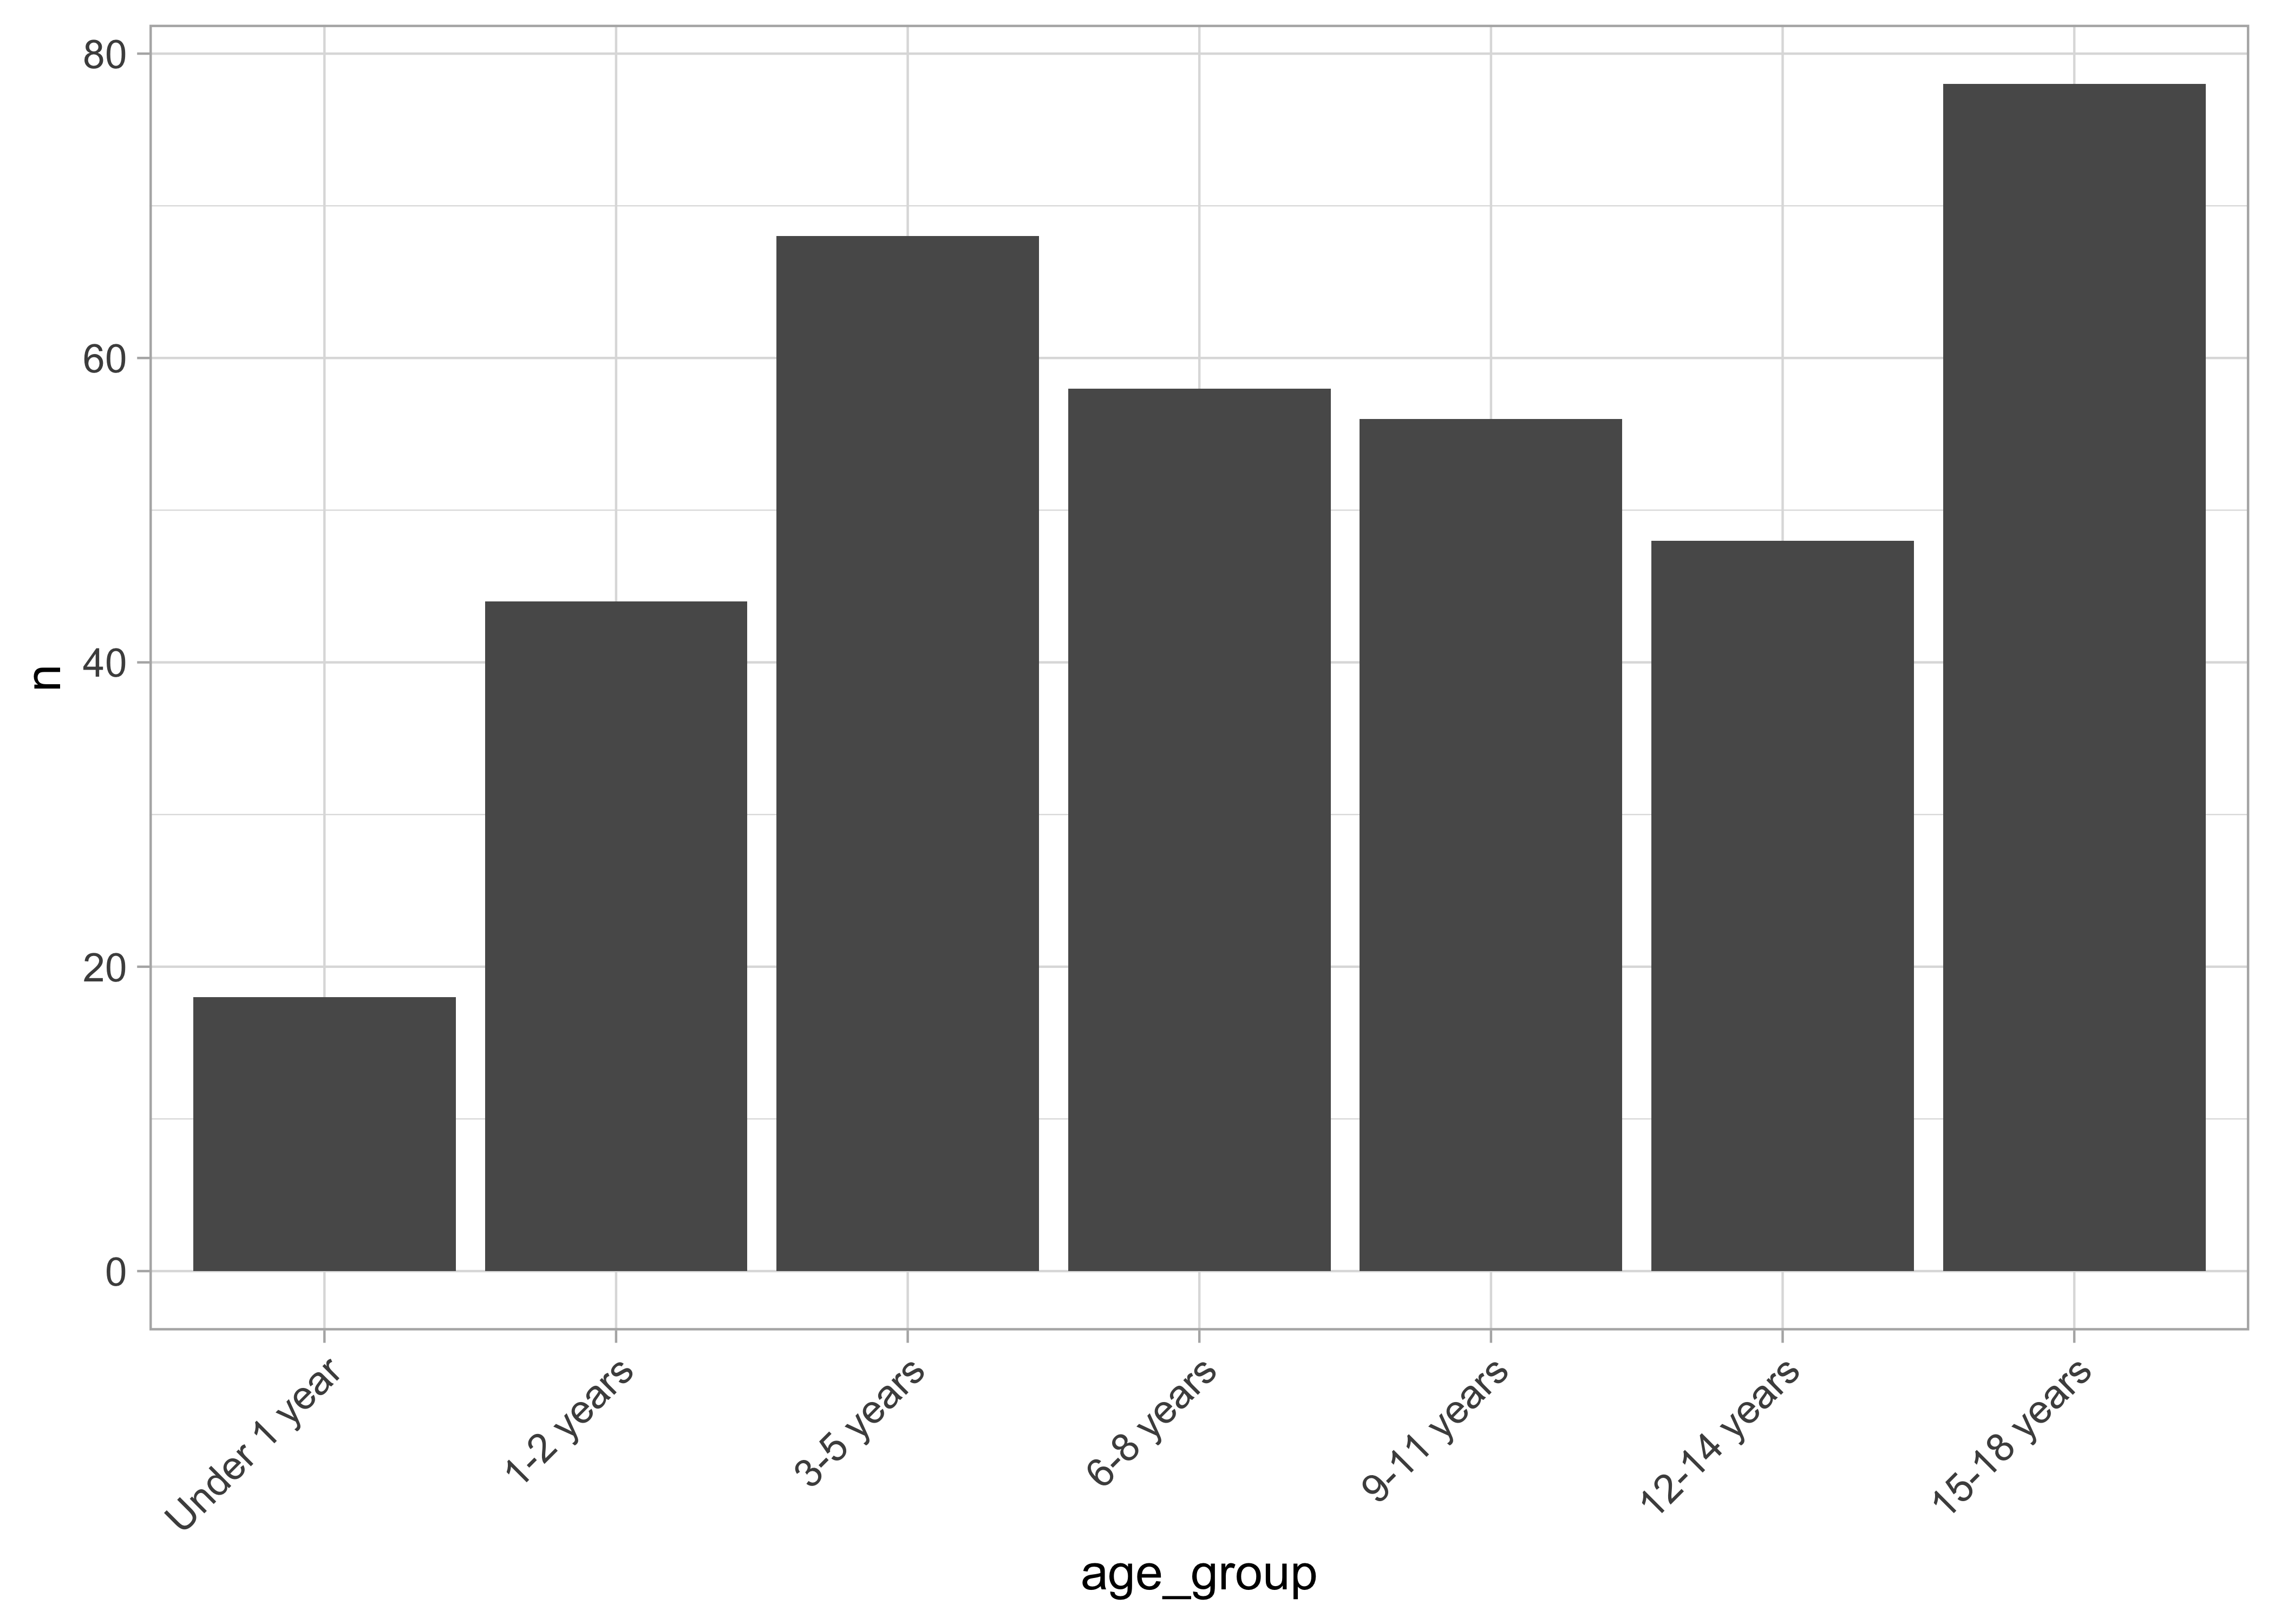 80
60
40
20
0
n
Under 1 year
1-2 years
3-5 years
6-8 years
9-11 years
12-14 years
15-18 years
age_group